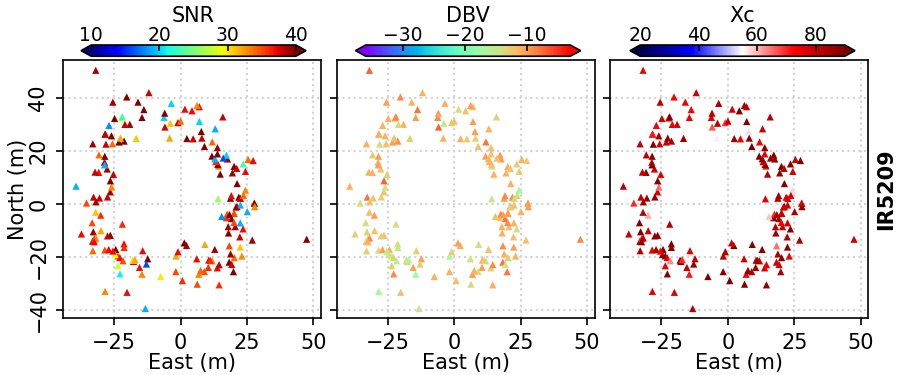 SNR DBV Xc
10 20 30 40 −30 −20 −10 20 40 60 80
40
20
0
−20
−40
North (m)
IR5209
−25 0 25 50 −25 0 25 50 −25 0 25 50
East (m) East (m) East (m)